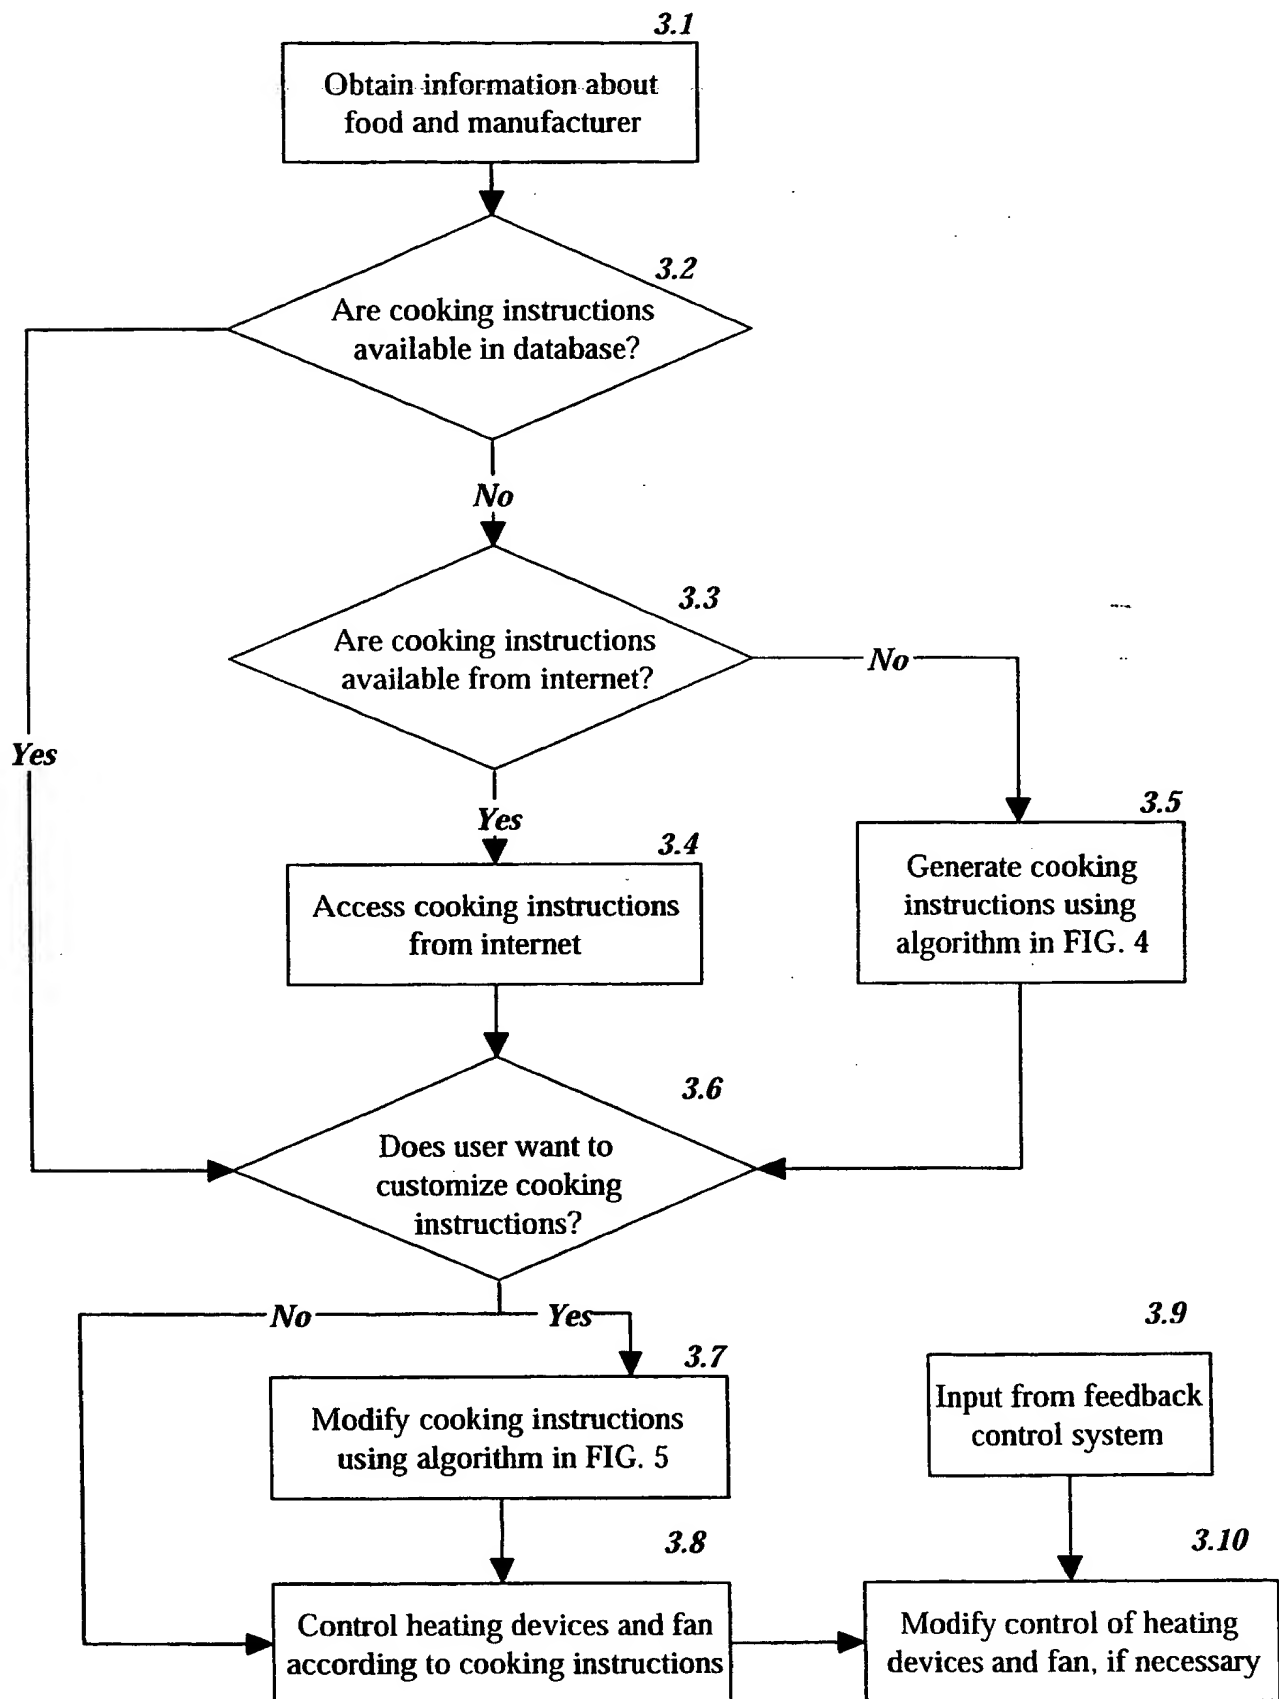 3.1
Obtain information about
food and manufacturer
3.2
Are cooking instructions
available in database?
No
3.3
Are cooking instructions
available from internet?
No
Yes
Yes
3.4
Access cooking instructions
from internet
3.5
Generate cooking
instructions using
algorithm in FIG. 4
3.6
Does user want to
customize cooking
instructions?
No
Yes
3.7
Modify cooking instructions
using algorithm in FIG. 5
3.9
Input from feedback
control system
3.8
Control heating devices and fan
according to cooking instructions
3.10
Modify control of heating
devices and fan, if necessary